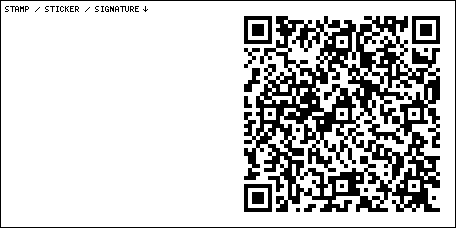 STAMP / STICKER / SIGNATURE ↓